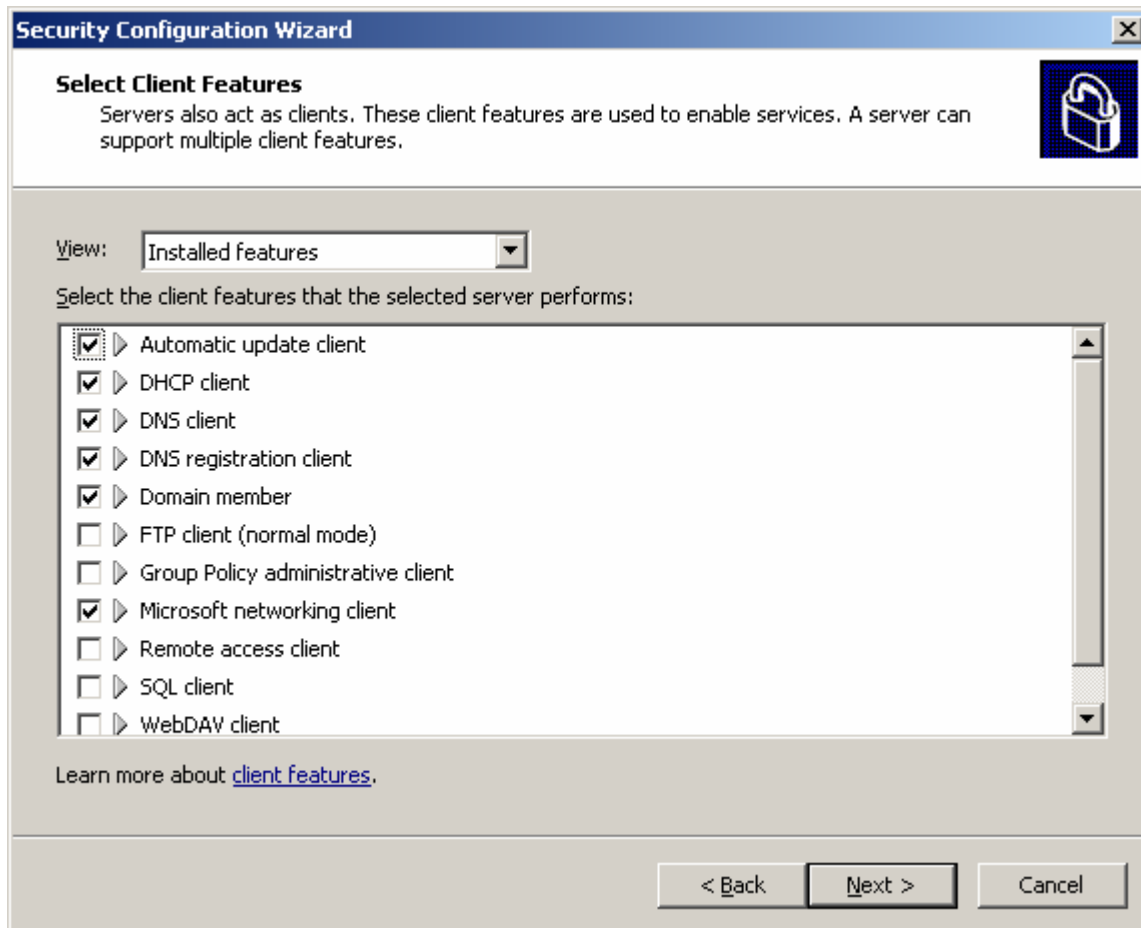 Security Configuration Wizard
Select Client Features
Servers also act as clients. These client features are used to enable services. A server can
support multiple client features.
View:
Installed features
Select the client features that the selected server performs:
Automatic update client
DHCP client
DNS client
DNS registration client
Domain member
FTP client (normal mode)
Group Policy administrative client
Microsoft networking client
Remote access client
SQL client
WebDAV client
Learn more about client features.
< Back
Next >
Cancel